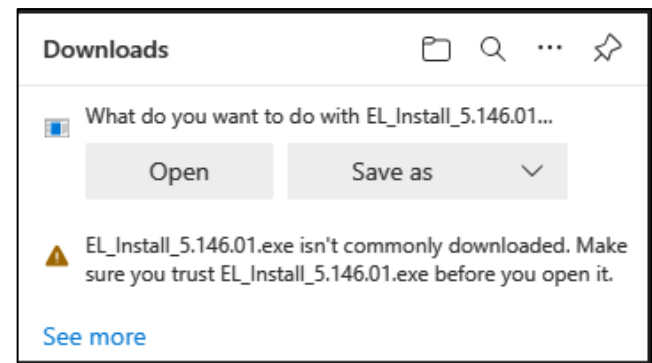 Downloads
What do you want to do with EL_Install_5.146.01...
Open
Save as
EL_Install_5.146.01.exe isn't commonly downloaded. Make
sure you trust EL_Install_5.146.01.exe before you open it.
See more